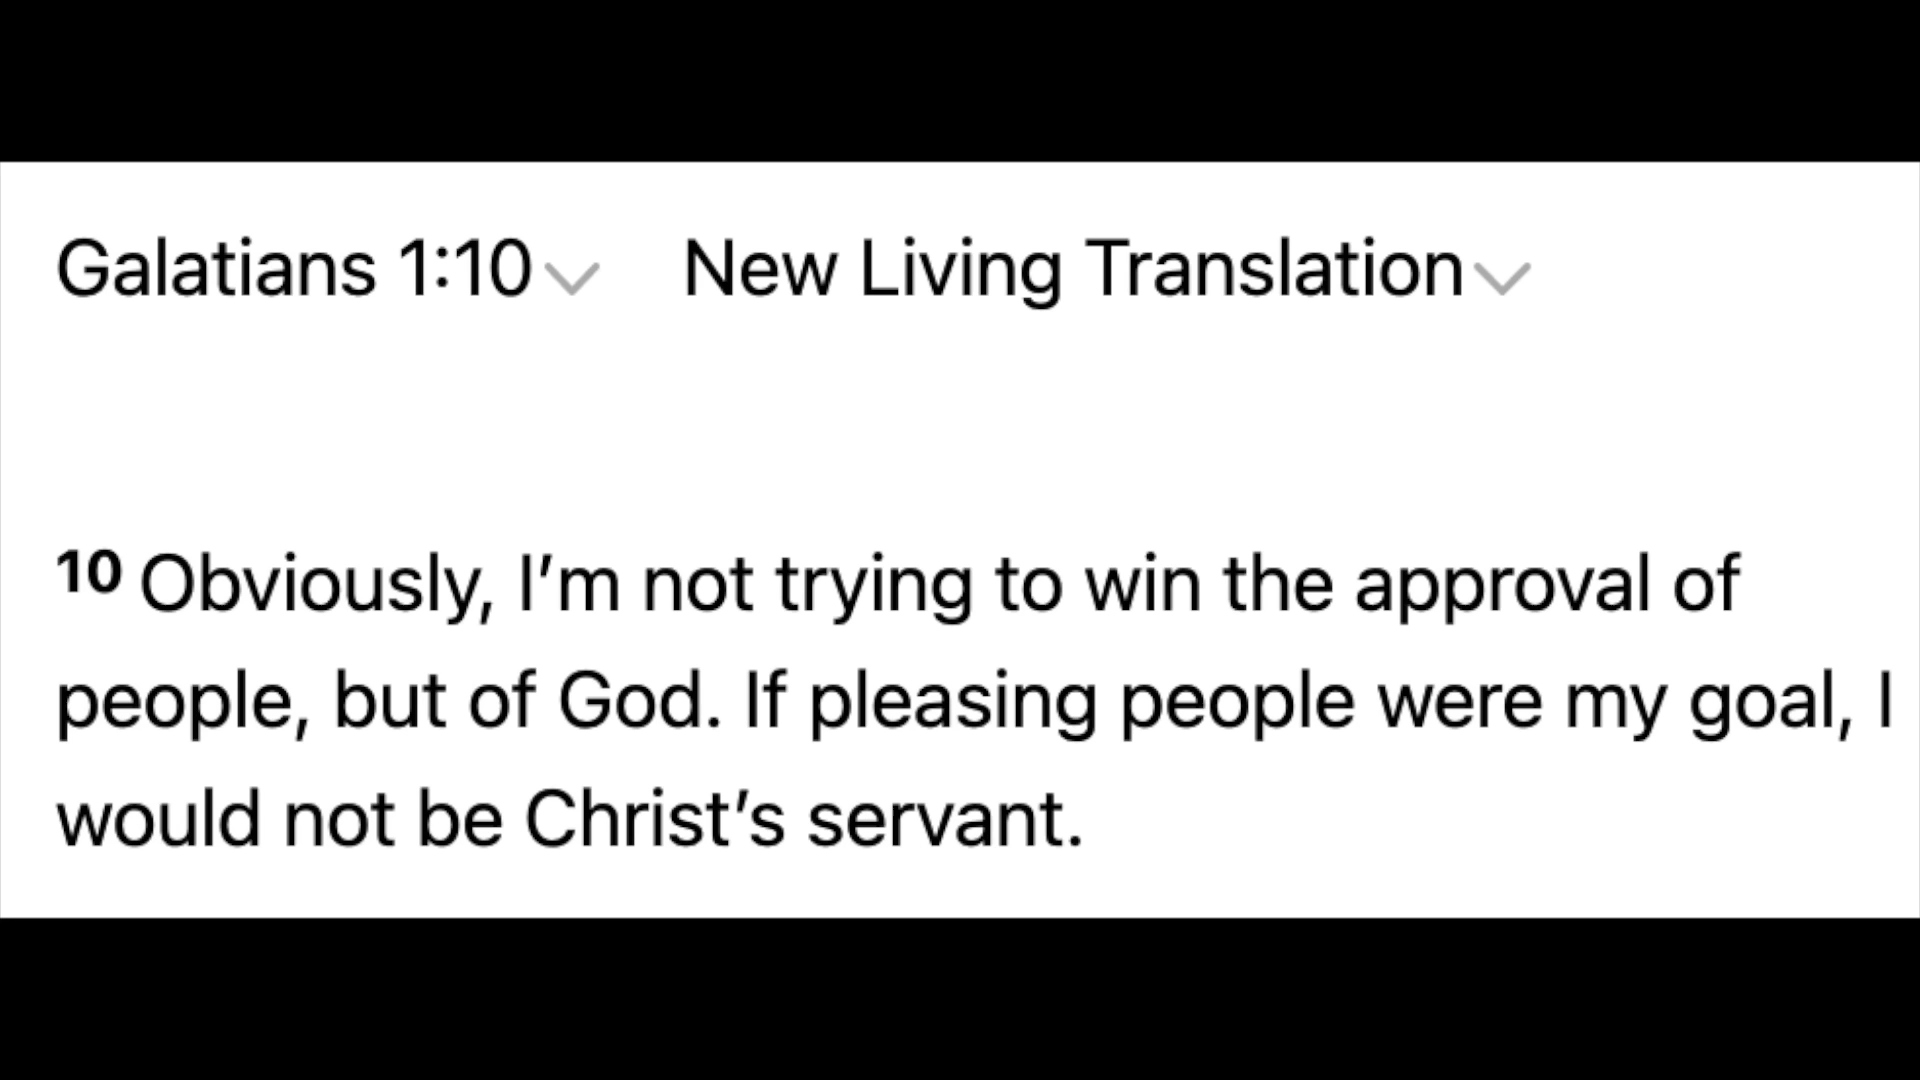 Galatians 1:10 New Living Translation
10 Obviously, I’m not trying to win the approval of
people, but of God. If pleasing people were my goal, I
would not be Christ’s servant.